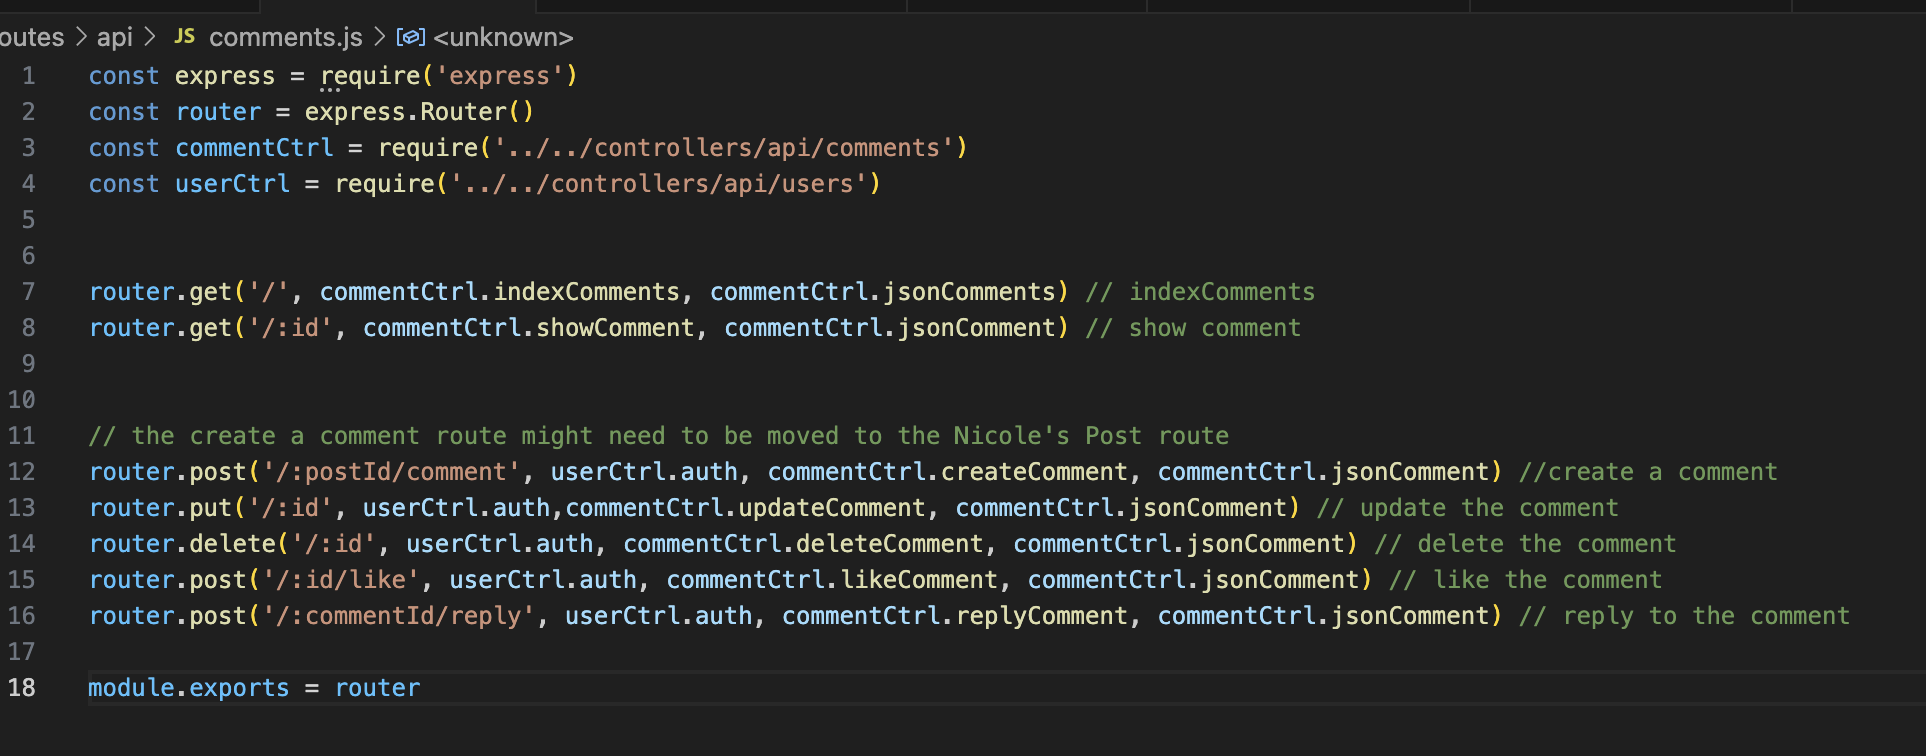 outes > api > JS comments.js > <unknown>
1 const express = require('express')
2 const router = express.Router()
3 const commentCtrl = require('../../controllers/api/comments')
4 const userCtrl = require('../../controllers/api/users')
5
6
7 router.get('/', commentCtrl.indexComments, commentCtrl.jsonComments) // indexComments
8 router.get('/:id', commentCtrl.showComment, commentCtrl.jsonComment) // show comment
9
10
11 // the create a comment route might need to be moved to the Nicole's Post route
12 router.post('/:postId/comment', userCtrl.auth, commentCtrl.createComment, commentCtrl.jsonComment) //create a comment
13 router.put('/:id', userCtrl.auth,commentCtrl.updateComment, commentCtrl.jsonComment) // update the comment
14 router.delete('/:id', userCtrl.auth, commentCtrl.deleteComment, commentCtrl.jsonComment) // delete the comment
15 router.post('/:id/like', userCtrl.auth, commentCtrl.likeComment, commentCtrl.jsonComment) // like the comment
16 router.post('/:commentId/reply', userCtrl.auth, commentCtrl.replyComment, commentCtrl.jsonComment) // reply to the comment
17
18 module.exports = router